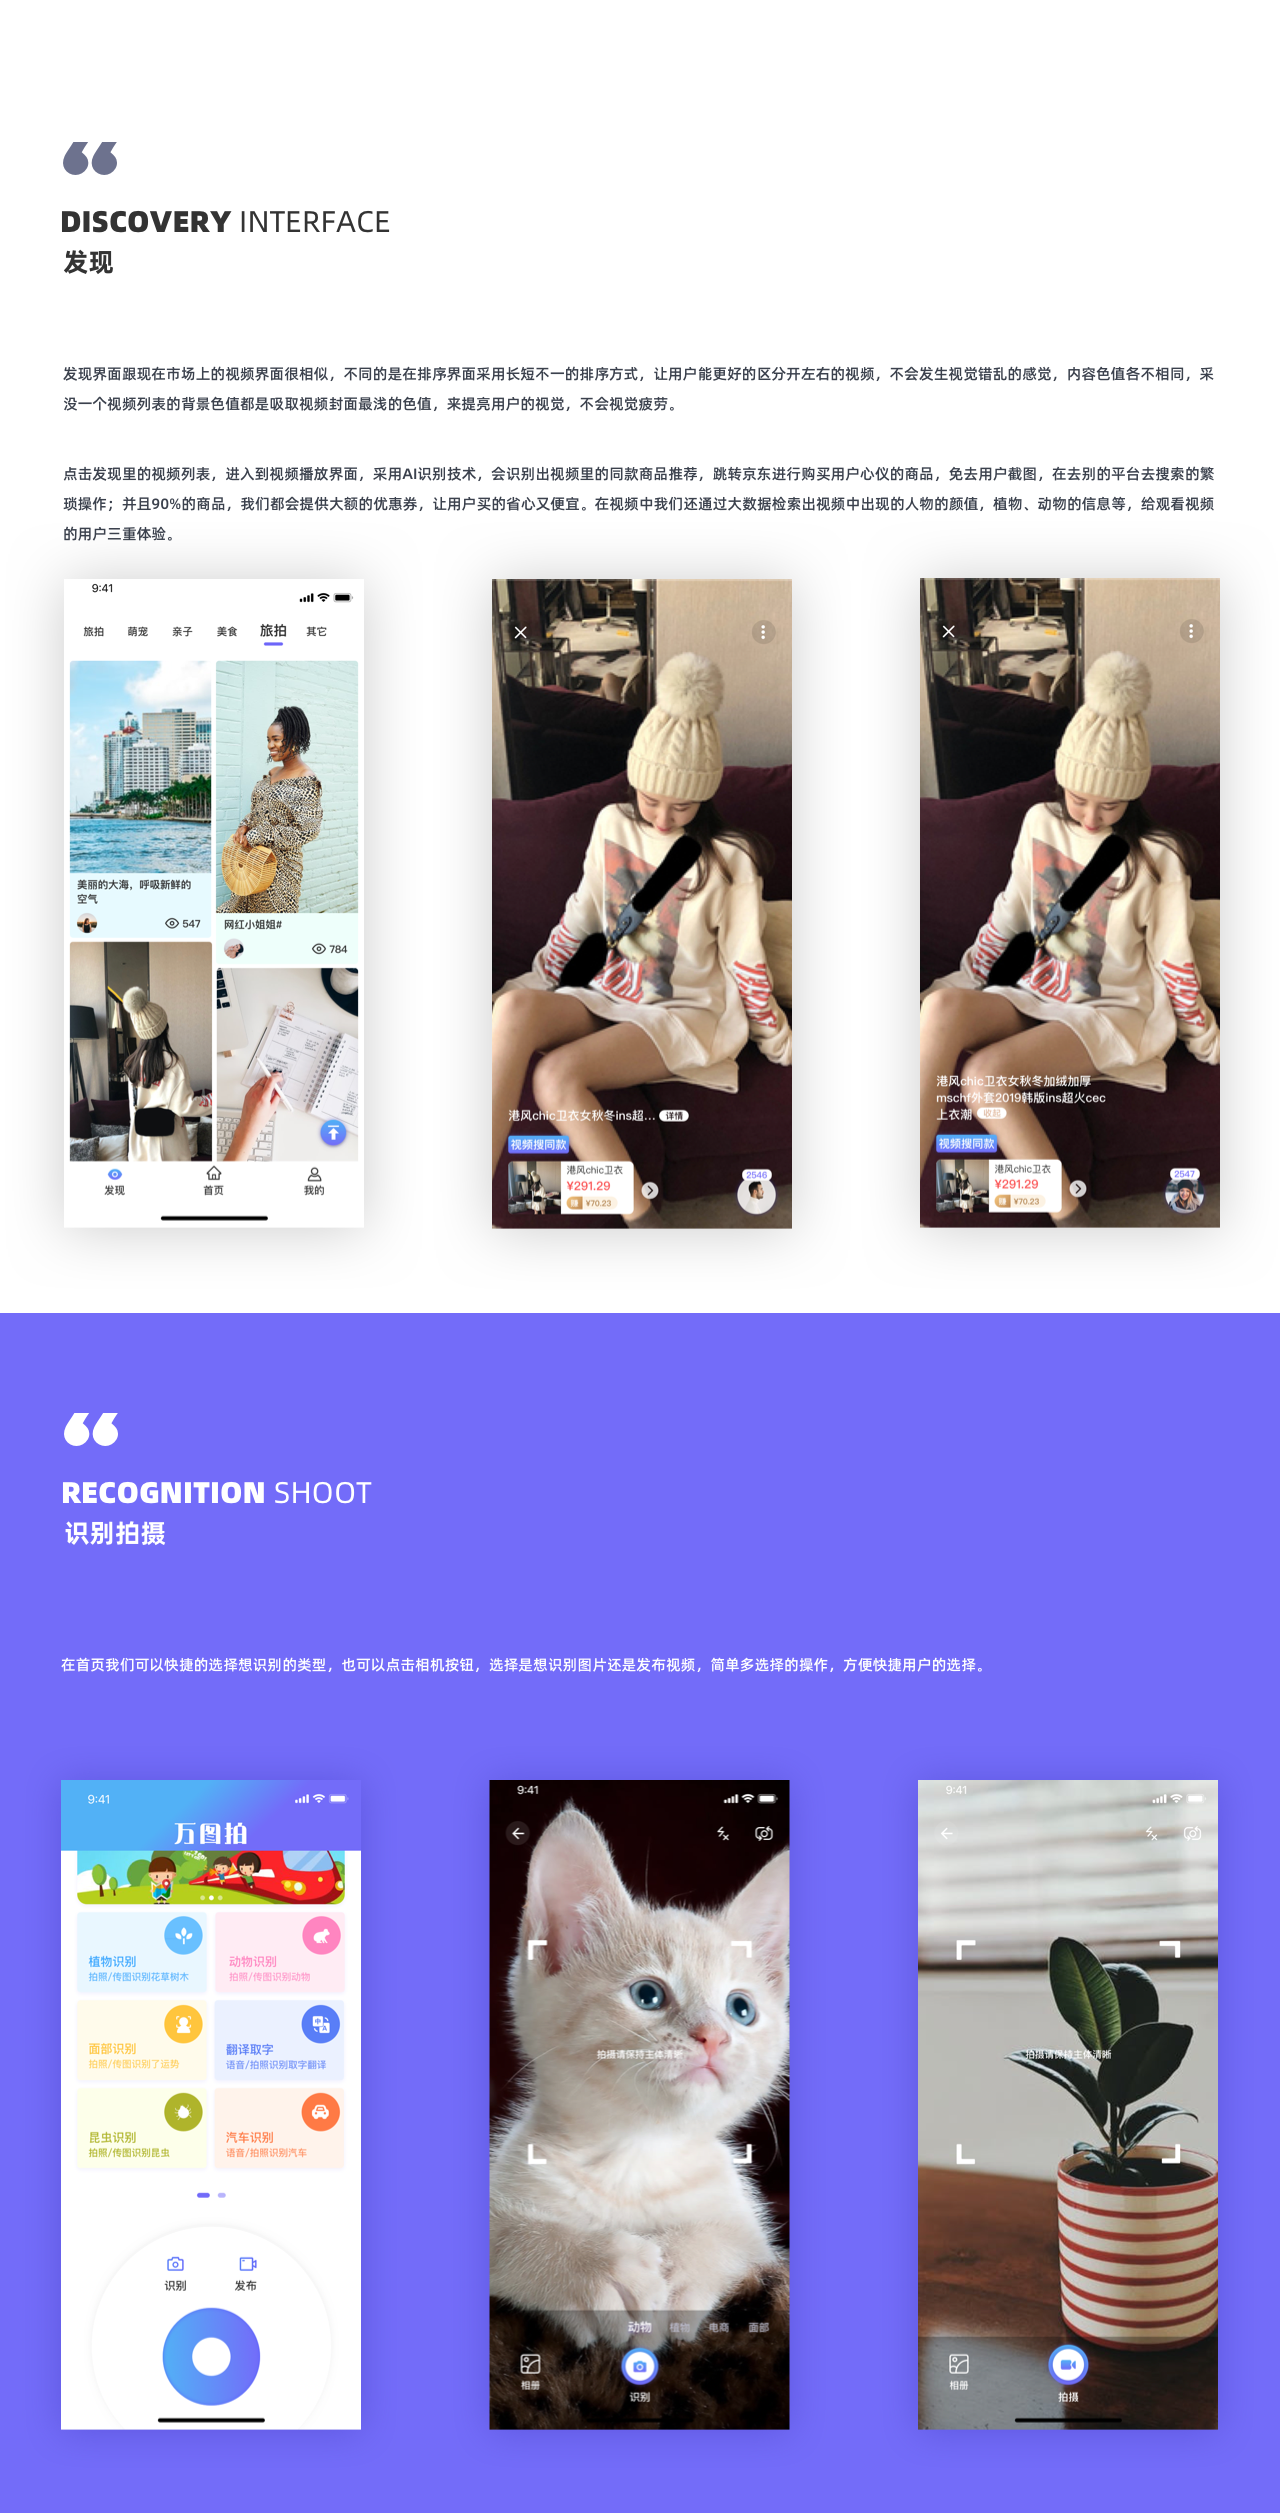 DISCOVERY INTERFACE
发现
发现界面跟现在市场上的视频界面很相似，不同的是在排序界面采用长短不一的排序方式，让用户能更好的区分开左右的视频，不会发生视觉错乱的感觉，内容色值各不相同，采
没一个视频列表的背景色值都是吸取视频封面最浅的色值，来提亮用户的视觉，不会视觉疲劳。
点击发现里的视频列表，进入到视频播放界面，采用AI识别技术，会识别出视频里的同款商品推荐，跳转京东进行购买用户心仪的商品，免去用户截图，在去别的平台去搜索的繁
琐操作；并且90%的商品，我们都会提供大额的优惠券，让用户买的省心又便宜。在视频中我们还通过大数据检索出视频中出现的人物的颜值，植物、动物的信息等，给观看视频
的用户三重体验。
9:41
旅拍 萌宠 亲子 美食 旅拍 其它
美丽的大海，呼吸新鲜的
空气
547
网红小姐姐#
784
发现 首页 我的
港风chic卫衣女秋冬ins超... 详情
视频搜同款
港风chic卫衣
¥291.29
¥70.23
2546
港风chic卫衣女秋冬加绒加厚
mschf外套2019韩版ins超火cec
上衣潮 收起
视频搜同款
港风chic卫衣
¥291.29
¥70.23
2547
RECOGNITION SHOOT
识别拍摄
在首页我们可以快捷的选择想识别的类型，也可以点击相机按钮，选择是想识别图片还是发布视频，简单多选择的操作，方便快捷用户的选择。
9:41
万图拍
植物识别
拍照/传图识别花草树木
动物识别
拍照/传图识别动物
面部识别
拍照/传图识别了运势
翻译取字
语音/拍照识别取字翻译
昆虫识别
拍照/传图识别昆虫
汽车识别
语音/拍照识别汽车
识别 发布
9:41
拍摄请保持主体清晰
动物 植物 电商 面部
相册
识别
9:41
拍摄请保持主体清晰
相册
拍摄